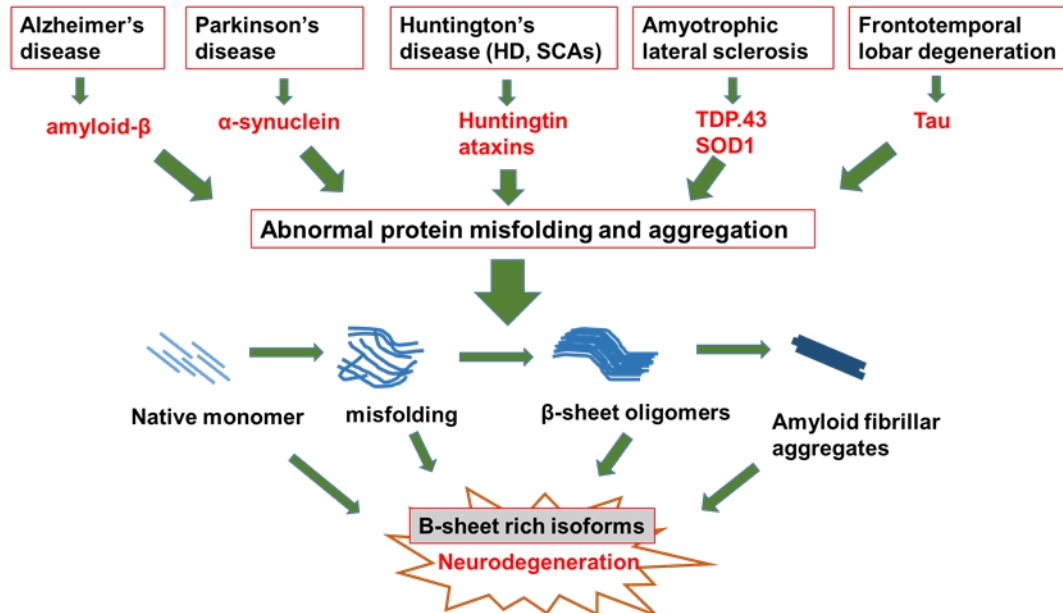 Alzheimer's
disease
Parkinson's
disease
Huntington's
disease (HD, SCAs)
Amyotrophic
lateral sclerosis
Frontotemporal
lobar degeneration
amyloid-β
α-synuclein
Huntingtin
ataxins
TDP.43
SOD1
Tau
Abnormal protein misfolding and aggregation
Native monomer
misfolding
β-sheet oligomers
Amyloid fibrillar
aggregates
B-sheet rich isoforms
Neurodegeneration